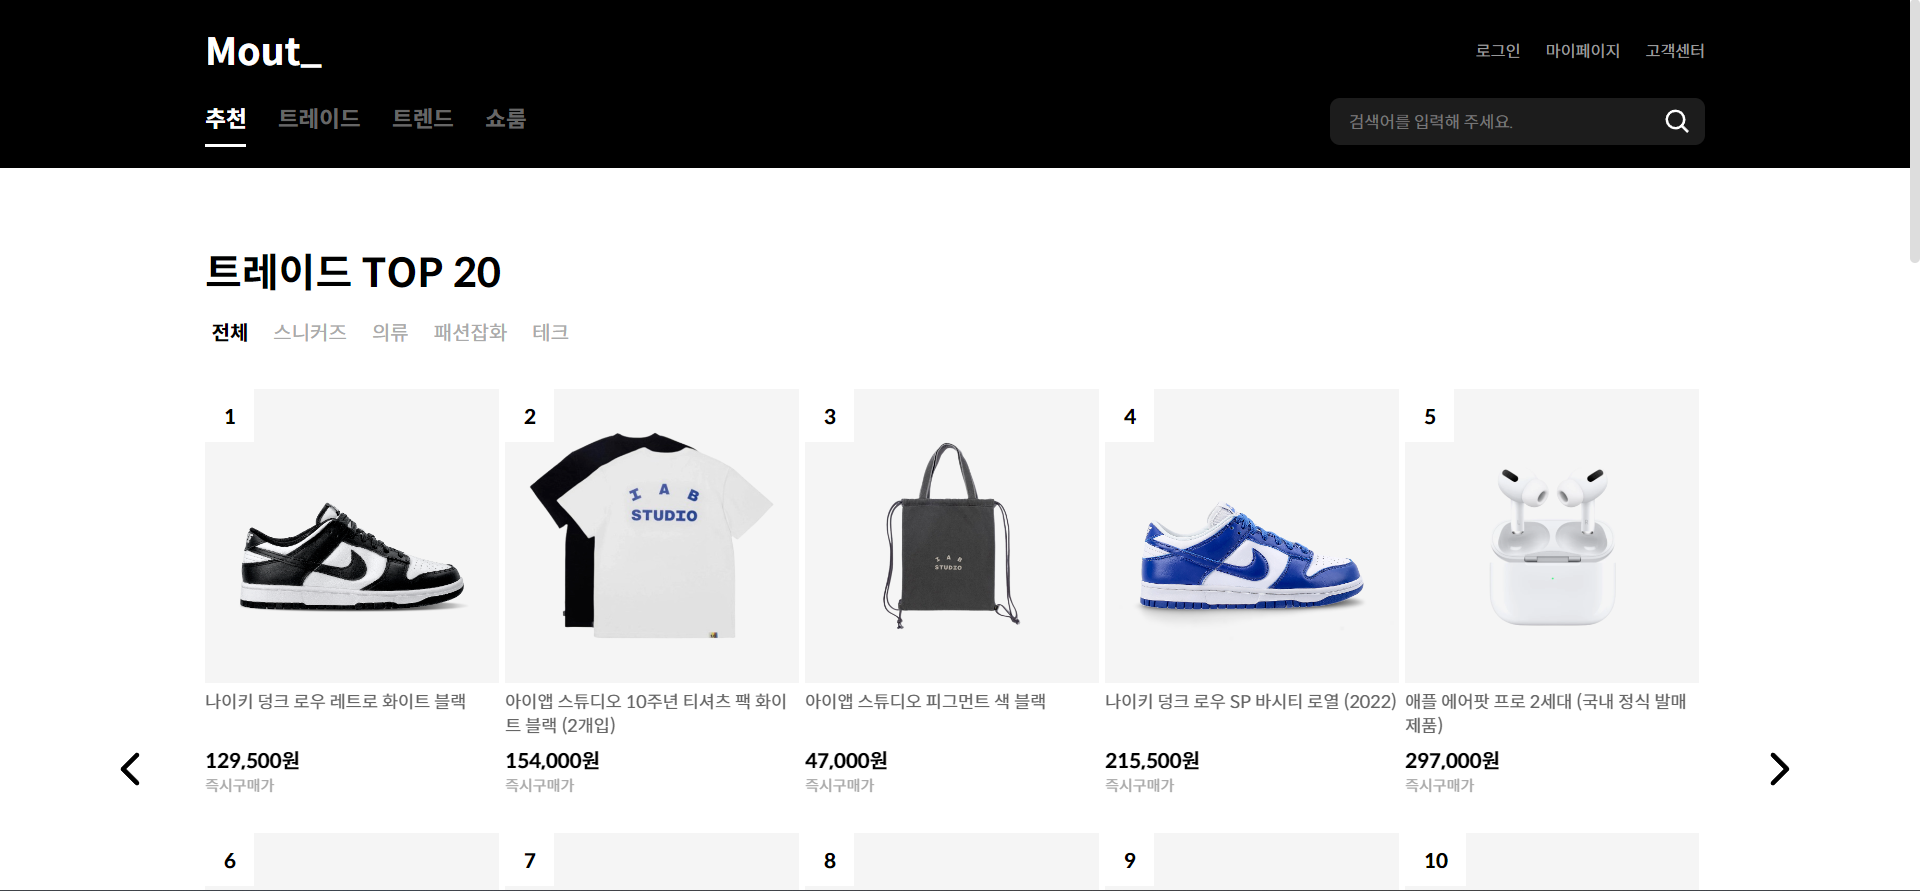 Mout_
로그인 마이페이지 고객센터
추천 트레이드 트렌드 쇼룸
검색어를 입력해 주세요.
트레이드 TOP 20
전체 스니커즈 의류 패션잡화 테크
1
나이키 덩크 로우 레트로 화이트 블랙
129,500원
즉시구매가
2
I A B
STUDIO
아이앱 스튜디오 10주년 티셔츠 팩 화이
트 블랙 (2개입)
154,000원
즉시구매가
3
I A B
STUDIO
아이앱 스튜디오 피그먼트 색 블랙
47,000원
즉시구매가
4
나이키 덩크 로우 SP 바시티 로열 (2022)
215,500원
즉시구매가
5
애플 에어팟 프로 2세대 (국내 정식 발매
제품)
297,000원
즉시구매가
6
7
8
9
10